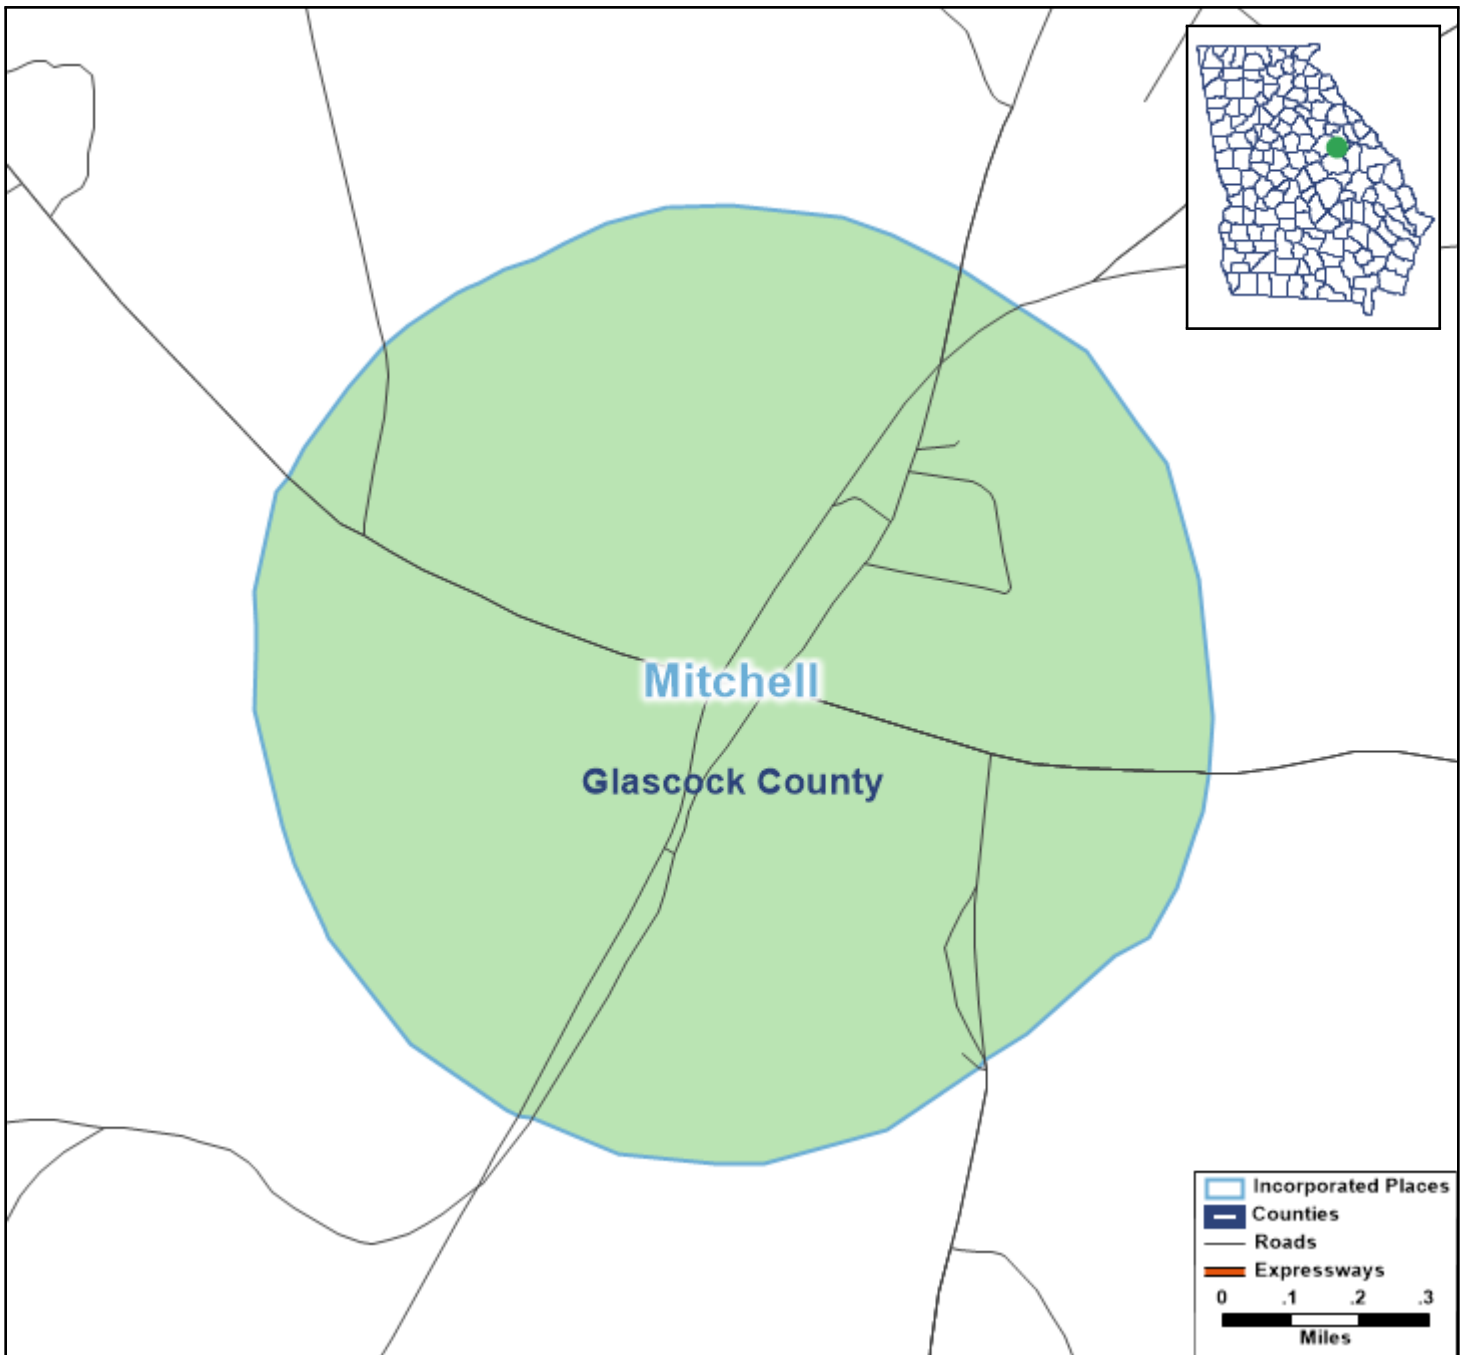 Mitchell
Glascock County
Incorporated Places
Counties
Roads
Expressways
0 .1 .2 .3
Miles